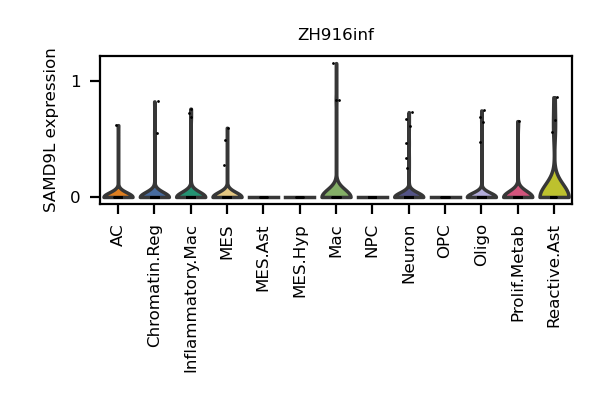 ZH916inf
SAMD9L expression
1
0
AC
Chromatin.Reg
Inflammatory.Mac
MES
MES.Ast
MES.Hyp
Mac
NPC
Neuron
OPC
Oligo
Prolif.Metab
Reactive.Ast